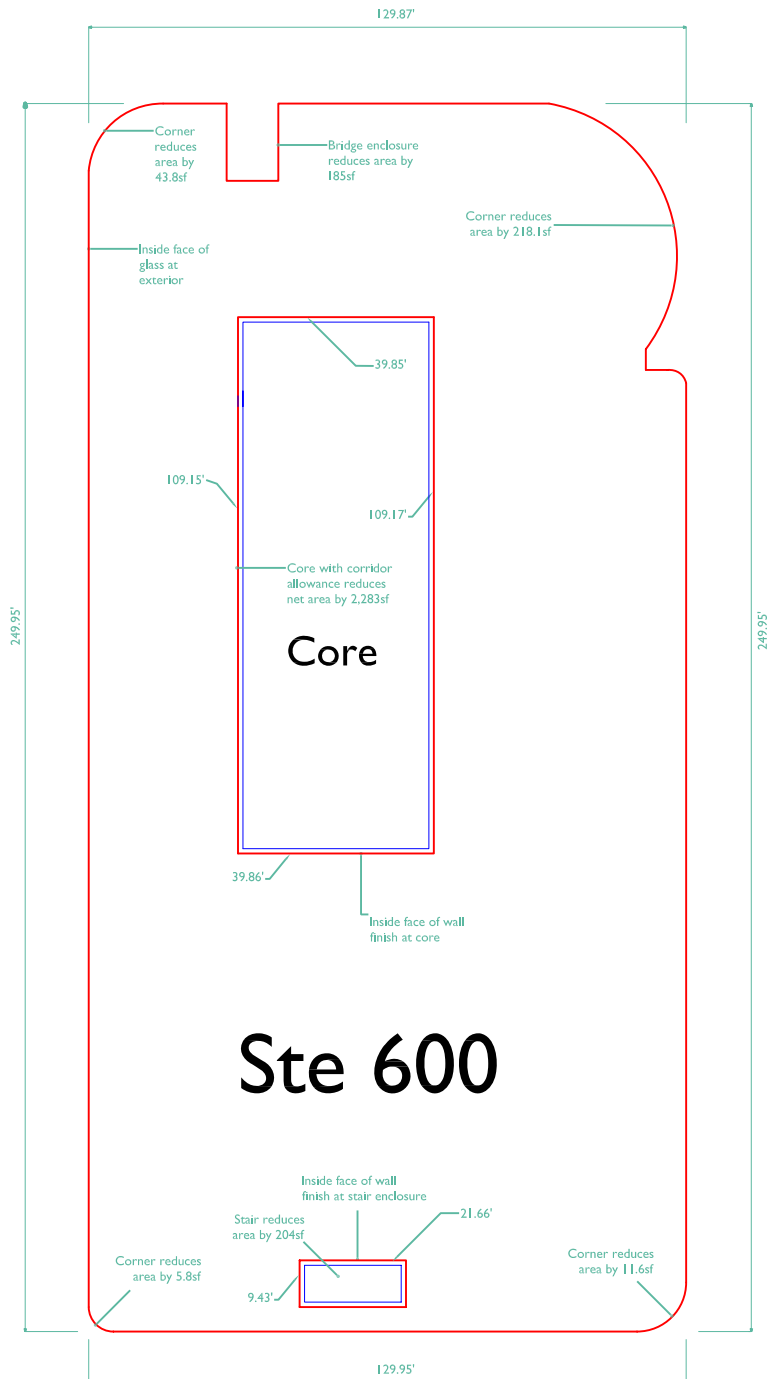 129.87'
Corner
reduces
area by
43.8sf
Bridge enclosure
reduces area by
185sf
Corner reduces
area by 218.1sf
Inside face of
glass at
exterior
39.85'
109.15'
109.17'
Core with corridor
allowance reduces
net area by 2,283sf
249.95'
249.95'
Core
39.86'
Inside face of wall
finish at core
Ste 600
Inside face of wall
finish at stair enclosure
Stair reduces
area by 204sf
21.66'
Corner reduces
area by 5.8sf
Corner reduces
area by 11.6sf
9.43'
129.95'